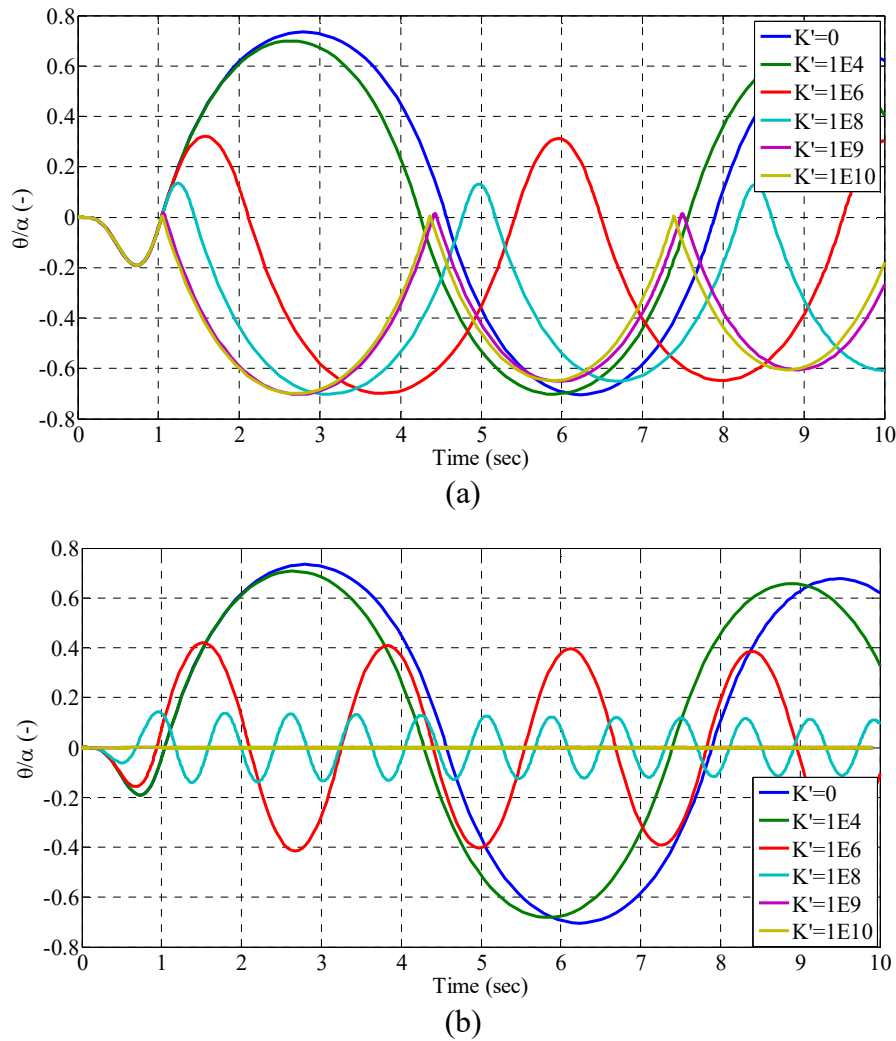 0.8
0.6
0.4
0.2
0
-0.2
-0.4
-0.6
-0.8
θ/α (-)
K'=0
K'=1E4
K'=1E6
K'=1E8
K'=1E9
K'=1E10
0 1 2 3 4 5 6 7 8 9 10
Time (sec)
(a)
0.8
0.6
0.4
0.2
0
-0.2
-0.4
-0.6
-0.8
θ/α (-)
K'=0
K'=1E4
K'=1E6
K'=1E8
K'=1E9
K'=1E10
0 1 2 3 4 5 6 7 8 9 10
Time (sec)
(b)